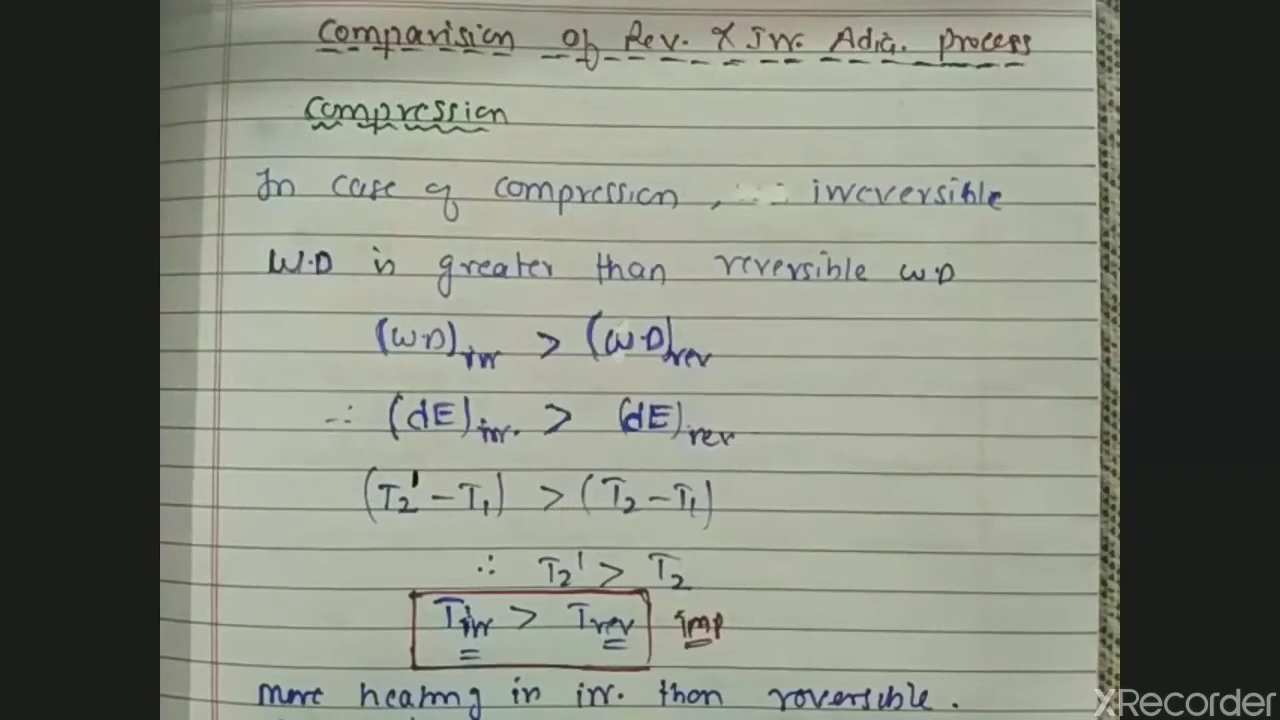 Comparision of Rev. & Irr. Adia. process
Compression
In case of compression, irreversible
W.D is greater than reversible W.D
(W.D)irr > (W.D)rev
∴ (dE)irr. > (dE)rev
(T2' - T1) > (T2 - T1)
∴ T2' > T2
Tirr > Trev imp
more heating in irr. than roversible.
XRecorder